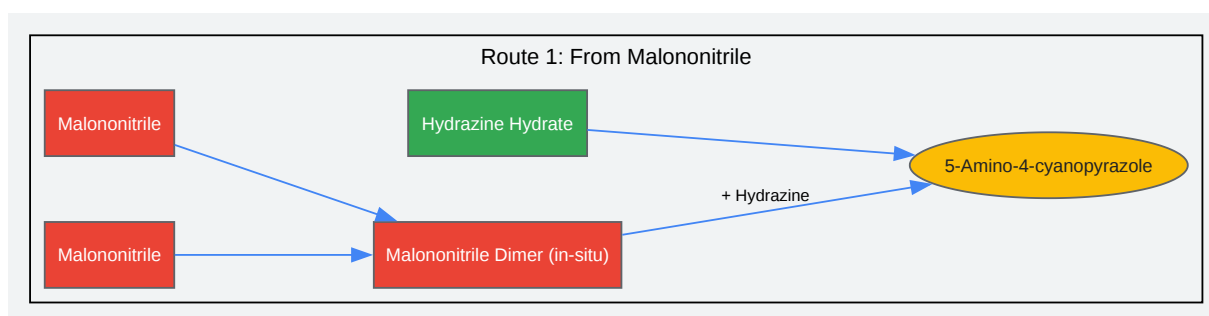 Route 1: From Malononitrile
Malononitrile
Hydrazine Hydrate
5-Amino-4-cyanopyrazole
+ Hydrazine
Malononitrile
Malononitrile Dimer (in-situ)